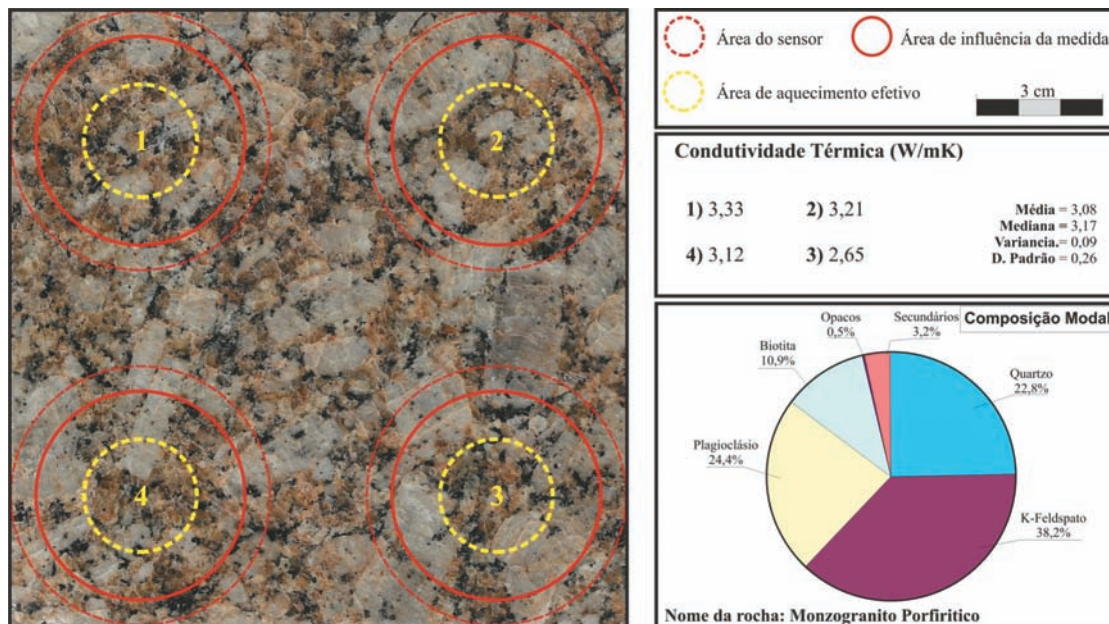 1
2
4
3
Área do sensor
Área de influência da medida
Área de aquecimento efetivo
3 cm
Condutividade Térmica (W/mK)
1) 3,33
2) 3,21
4) 3,12
3) 2,65
Média = 3,08
Mediana = 3,17
Variancia.= 0,09
D. Padrão = 0,26
Composição Modal
Opacos
0,5%
Secundários
3,2%
Biotita
10,9%
Quartzo
22,8%
Plagioclásio
24,4%
K-Feldspato
38,2%
Nome da rocha: Monzogranito Porfiritico